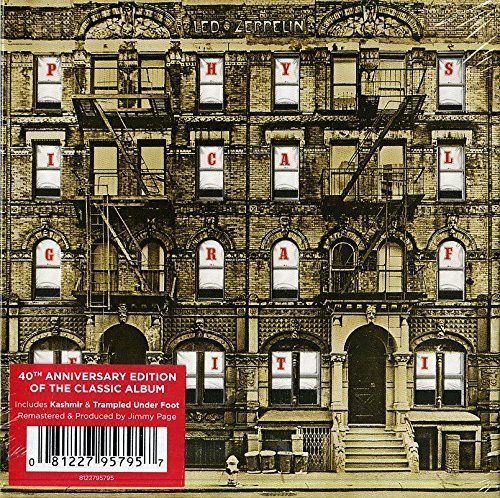 LED ZEPPELIN
P H Y S
I C A L
G R A F
F I T I
40TH ANNIVERSARY EDITION
OF THE CLASSIC ALBUM
Includes Kashmir & Trampled Under Foot
Remastered & Produced by Jimmy Page
0 81227 95795 7
8122795795